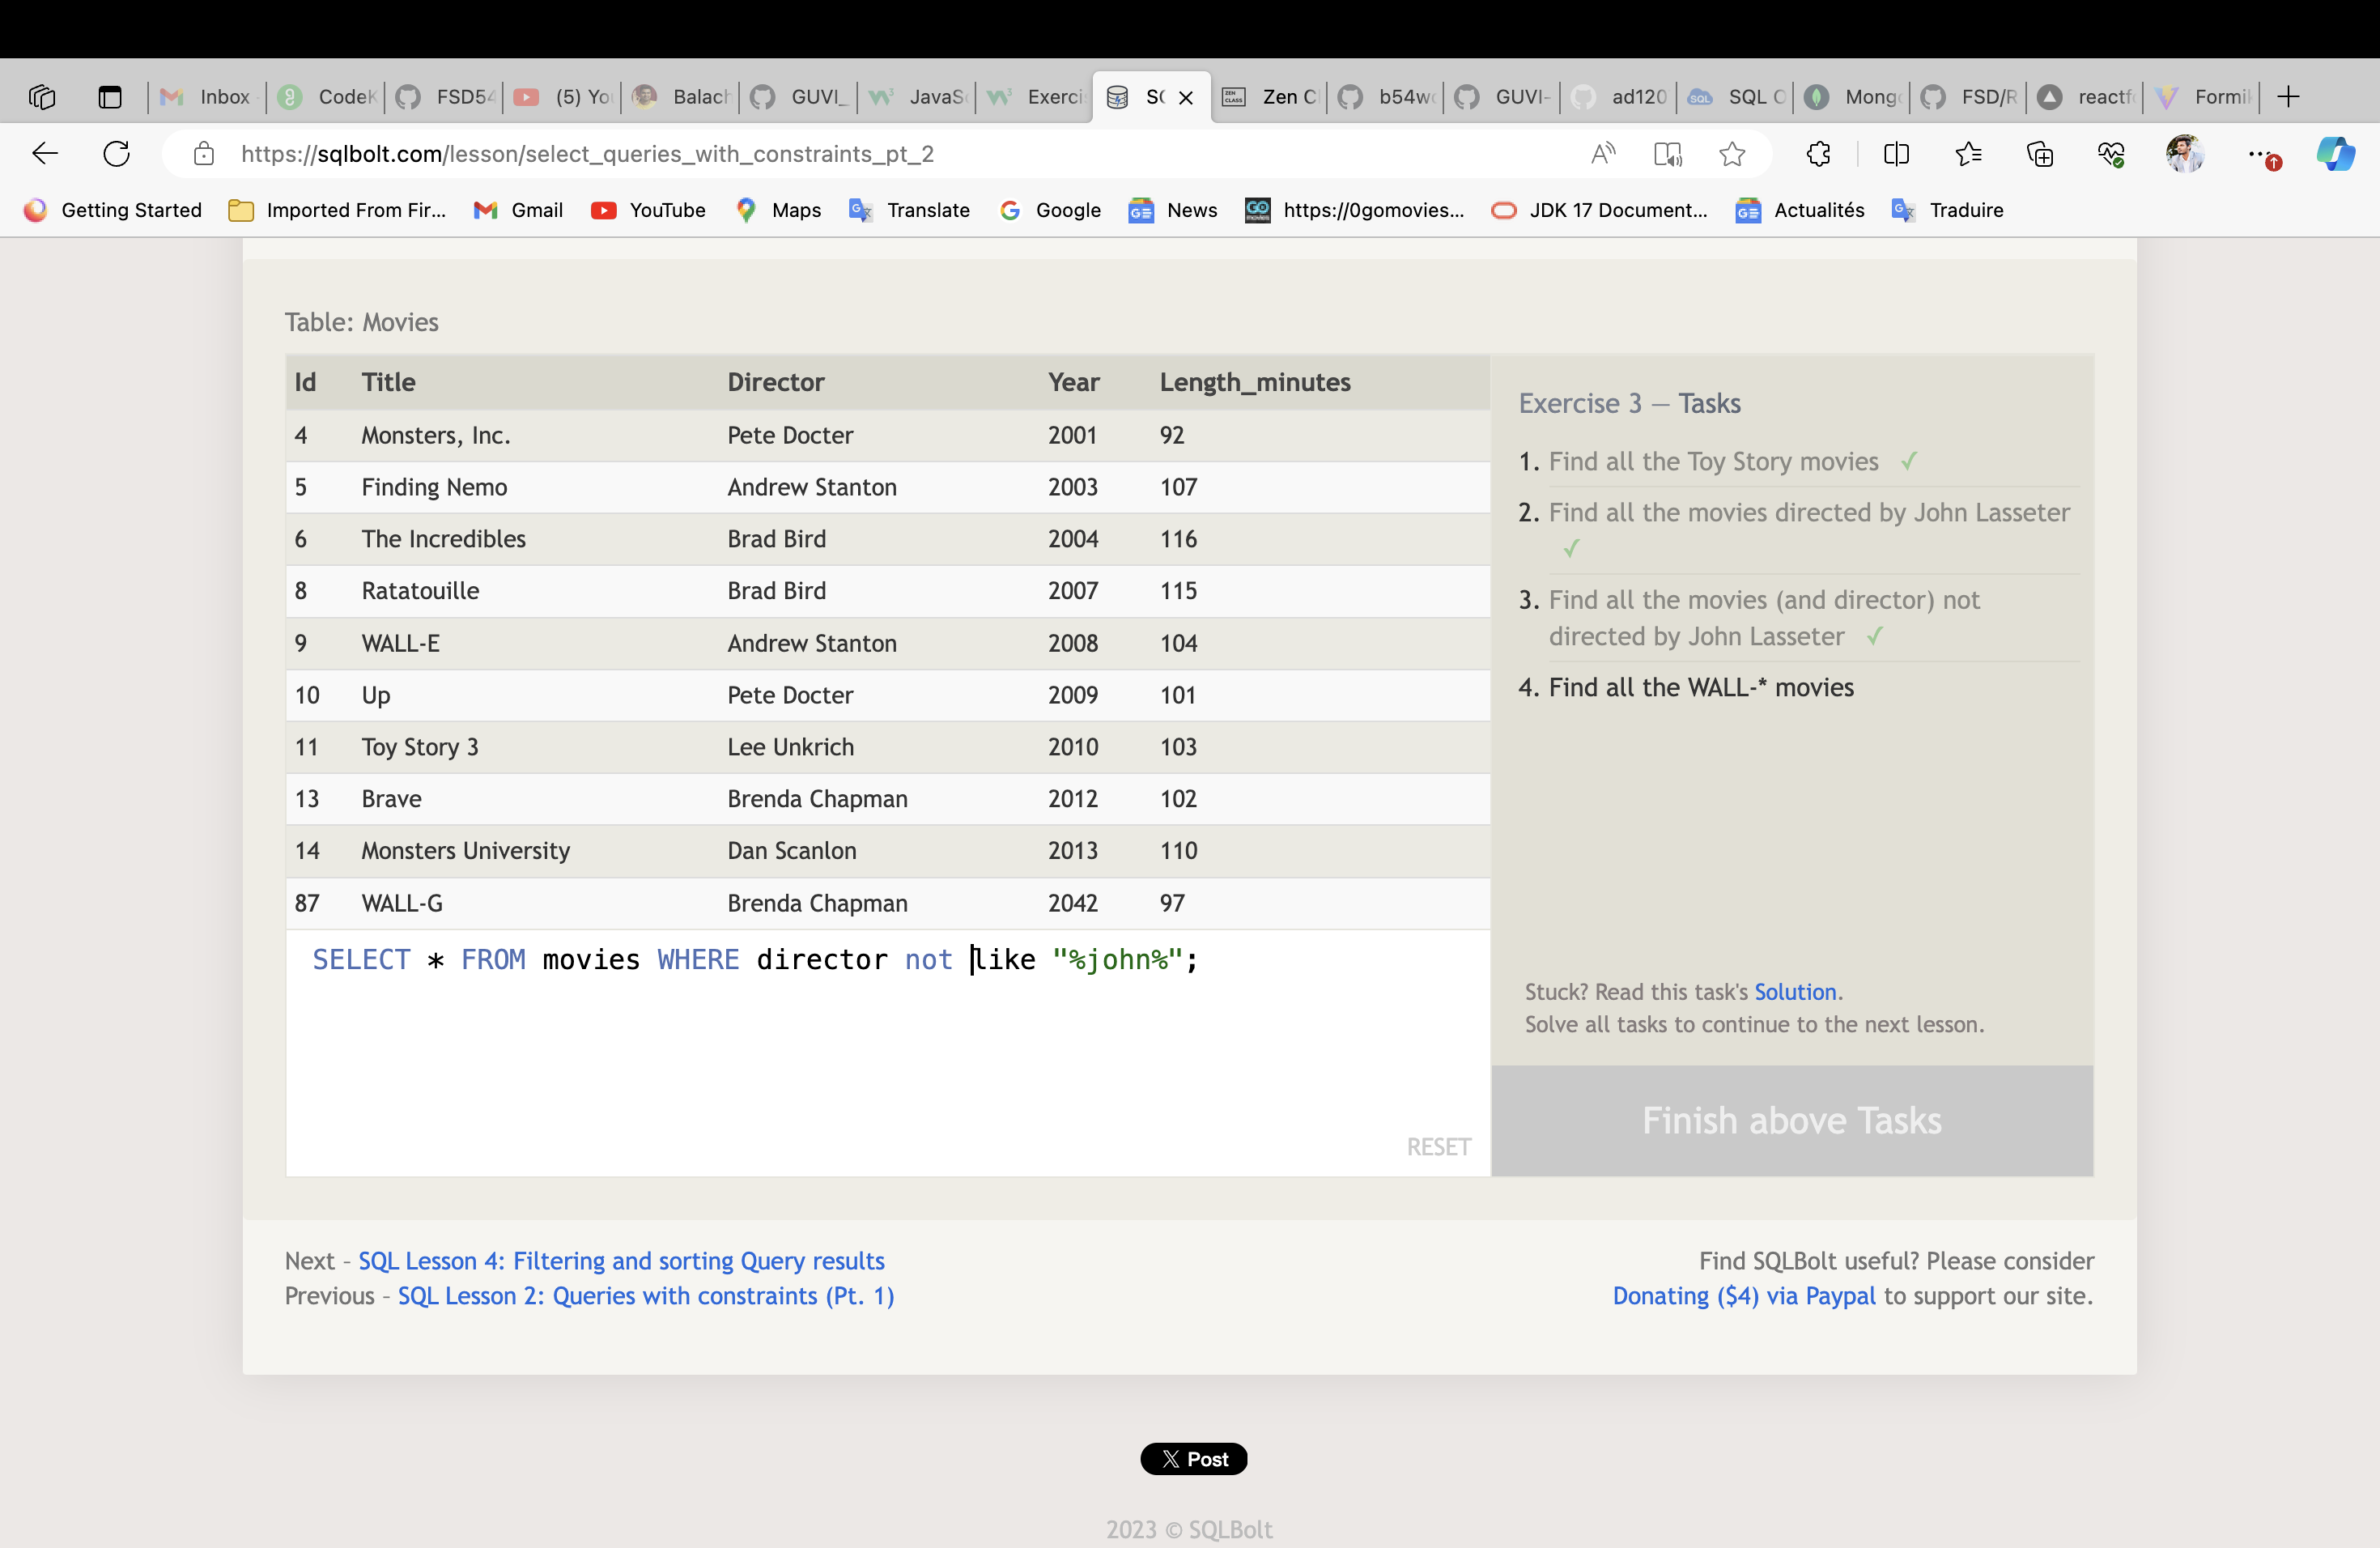 Inbox
CodeK
FSD54
(5) Yo
Balach
GUVI_
JavaSc
Exerci
SQ
Zen C
b54w
GUVI-
ad120
SQL O
Mong
FSD/R
reactf
Formi
https://sqlbolt.com/lesson/select_queries_with_constraints_pt_2
Getting Started Imported From Fir... Gmail YouTube Maps Translate Google News https://0gomovies... JDK 17 Document... Actualités Traduire
Table: Movies
Id Title Director Year Length_minutes
4 Monsters, Inc. Pete Docter 2001 92
5 Finding Nemo Andrew Stanton 2003 107
6 The Incredibles Brad Bird 2004 116
8 Ratatouille Brad Bird 2007 115
9 WALL-E Andrew Stanton 2008 104
10 Up Pete Docter 2009 101
11 Toy Story 3 Lee Unkrich 2010 103
13 Brave Brenda Chapman 2012 102
14 Monsters University Dan Scanlon 2013 110
87 WALL-G Brenda Chapman 2042 97
SELECT * FROM movies WHERE director not like "%john%";
RESET
Exercise 3 — Tasks
1. Find all the Toy Story movies ✓
2. Find all the movies directed by John Lasseter
✓
3. Find all the movies (and director) not
directed by John Lasseter ✓
4. Find all the WALL-* movies
Stuck? Read this task's Solution.
Solve all tasks to continue to the next lesson.
Finish above Tasks
Next – SQL Lesson 4: Filtering and sorting Query results
Previous – SQL Lesson 2: Queries with constraints (Pt. 1)
Find SQLBolt useful? Please consider
Donating ($4) via Paypal to support our site.
X Post
2023 © SQLBolt